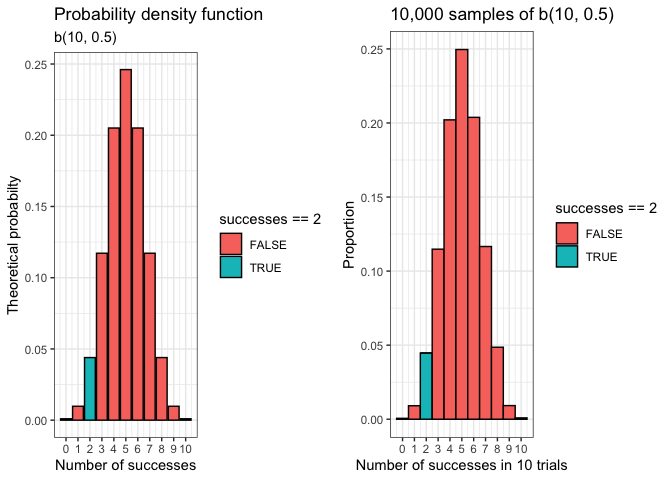 Probability density function
b(10, 0.5)
0.25
0.20
0.15
0.10
0.05
0.00
Theoretical probabilty
0 1 2 3 4 5 6 7 8 9 10
Number of successes
successes == 2
FALSE
TRUE
10,000 samples of b(10, 0.5)
0.25
0.20
0.15
0.10
0.05
0.00
Proportion
0 1 2 3 4 5 6 7 8 9 10
Number of successes in 10 trials
successes == 2
FALSE
TRUE